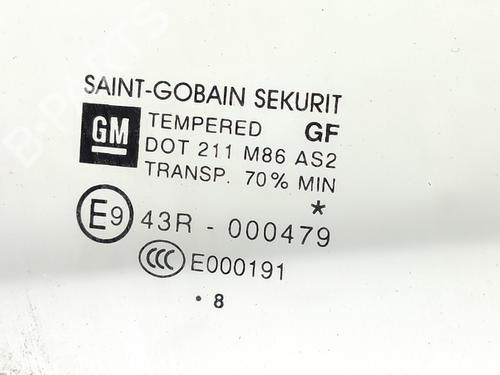 SAINT-GOBAIN SEKURIT
GM TEMPERED GF
DOT 211 M86 AS2
TRANSP. 70% MIN
*
E9 43R - 000479
CCC E000191
· 8